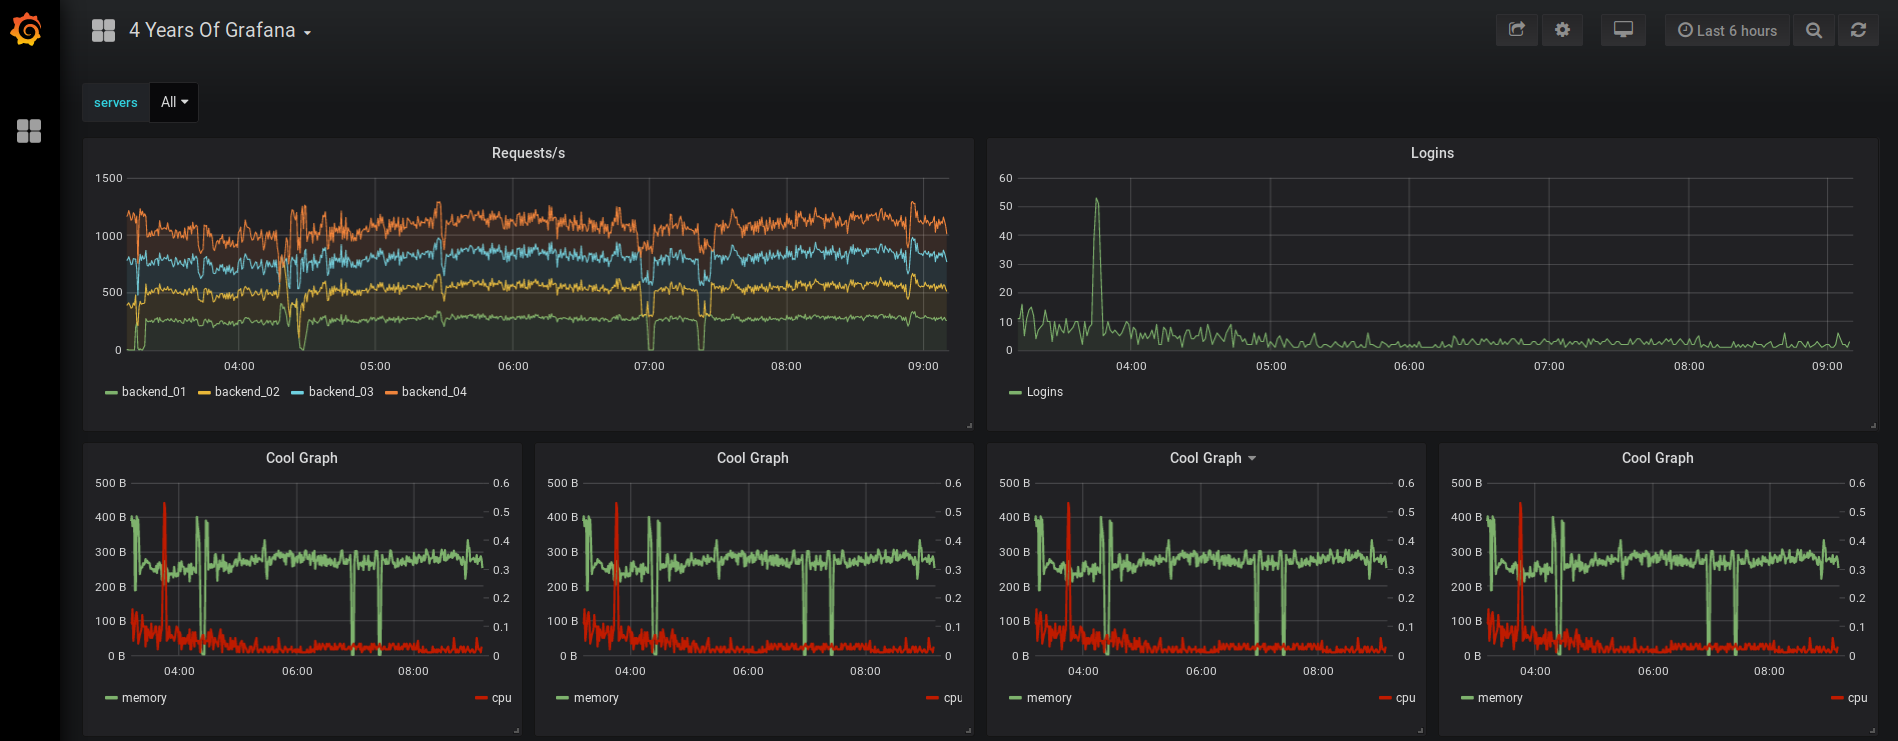 4 Years Of Grafana
Last 6 hours
servers All
Requests/s
1500
1000
500
0
04:00 05:00 06:00 07:00 08:00 09:00
backend_01 backend_02 backend_03 backend_04
Logins
60
50
40
30
20
10
0
04:00 05:00 06:00 07:00 08:00 09:00
Logins
Cool Graph
500 B 0.6
400 B 0.5
300 B 0.4
200 B 0.3
100 B 0.2
0 B 0.1
0
04:00 06:00 08:00
memory cpu
Cool Graph
500 B 0.6
400 B 0.5
300 B 0.4
200 B 0.3
100 B 0.2
0 B 0.1
0
04:00 06:00 08:00
memory cpu
Cool Graph
500 B 0.6
400 B 0.5
300 B 0.4
200 B 0.3
100 B 0.2
0 B 0.1
0
04:00 06:00 08:00
memory cpu
Cool Graph
500 B 0.6
400 B 0.5
300 B 0.4
200 B 0.3
100 B 0.2
0 B 0.1
0
04:00 06:00 08:00
memory cpu